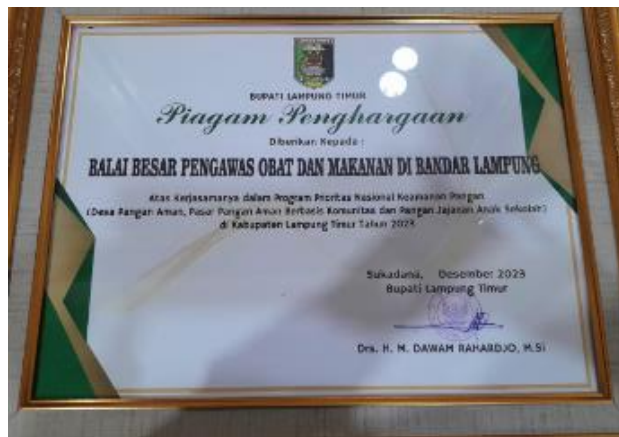 BUPATI LAMPUNG TIMUR
Piagam Penghargaan
Diberikan Kepada :
BALAI BESAR PENGAWAS OBAT DAN MAKANAN DI BANDAR LAMPUNG
Atas Kerjasamanya dalam Program Prioritas Nasional Keamanan Pangan
(Desa Pangan Aman, Pasar Pangan Aman Berbasis Komunitas dan Pangan Jajanan Anak Sekolah)
di Kabupaten Lampung Timur Tahun 2023
Sukadana, Desember 2023
Bupati Lampung Timur
Drs. H. M. DAWAM RAHARDJO, M.Si